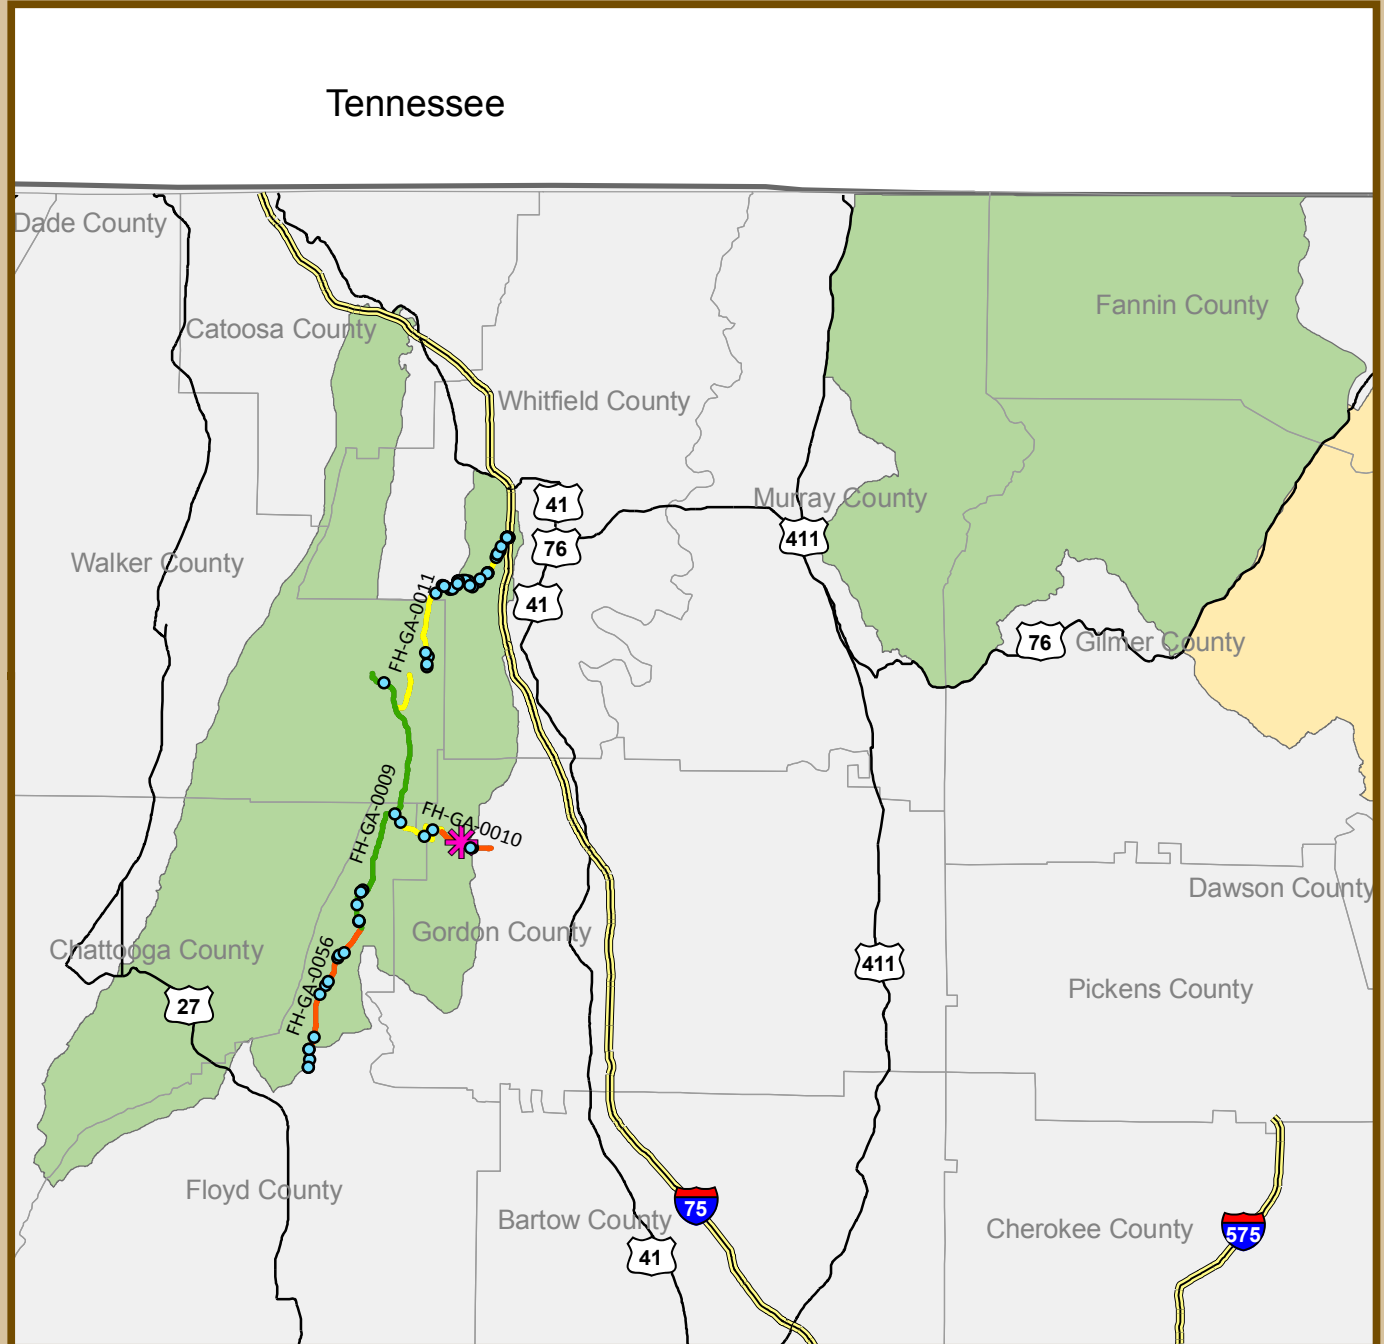 Tennessee
Dade County
Fannin County
Catoosa County
Whitfield County
Murray County
41
76
411
Walker County
FH-GA-0011
41
76
Gilmer County
FH-GA-0009
FH-GA-0010
Dawson County
Gordon County
Chattooga County
FH-GA-0056
411
Pickens County
27
Floyd County
75
Bartow County
Cherokee County
575
41